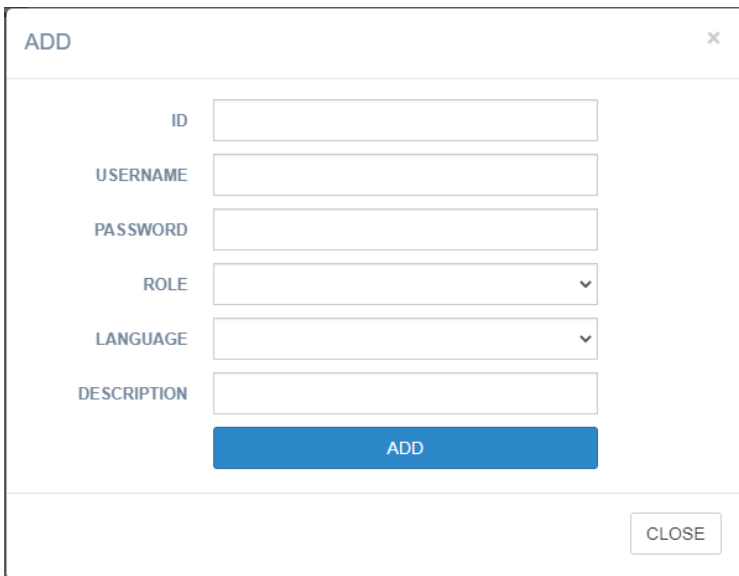 ADD
×
ID
USERNAME
PASSWORD
ROLE
LANGUAGE
DESCRIPTION
ADD
CLOSE